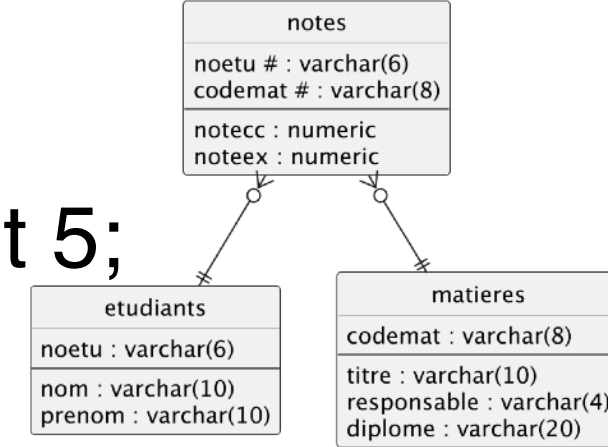 notes
noetu # : varchar(6)
codemat # : varchar(8)
notecc : numeric
noteex : numeric
t 5;
etudiants
noetu : varchar(6)
nom : varchar(10)
prenom : varchar(10)
matieres
codemat : varchar(8)
titre : varchar(10)
responsable : varchar(4)
diplome : varchar(20)